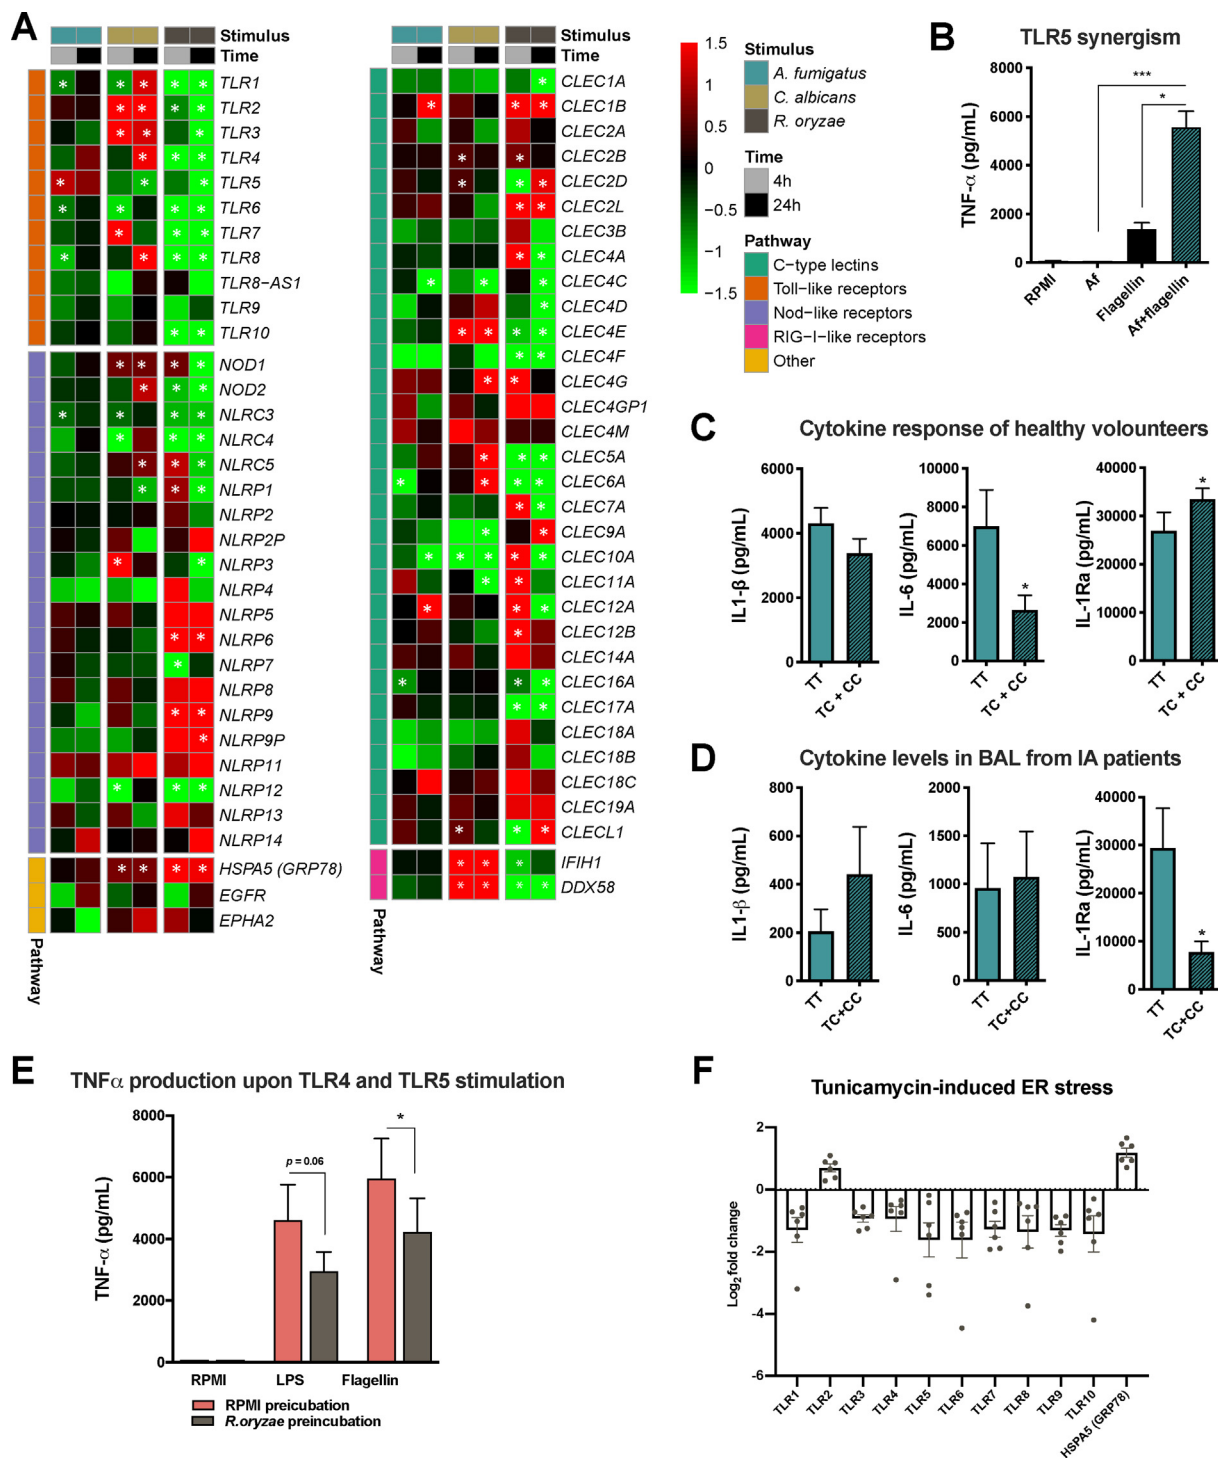 A
Stimulus
Time
TLR1
TLR2
TLR3
TLR4
TLR5
TLR6
TLR7
TLR8
TLR8−AS1
TLR9
TLR10
NOD1
NOD2
NLRC3
NLRC4
NLRC5
NLRP1
NLRP2
NLRP2P
NLRP3
NLRP4
NLRP5
NLRP6
NLRP7
NLRP8
NLRP9
NLRP9P
NLRP11
NLRP12
NLRP13
NLRP14
HSPA5 (GRP78)
EGFR
EPHA2
Pathway
Stimulus
Time
CLEC1A
CLEC1B
CLEC2A
CLEC2B
CLEC2D
CLEC2L
CLEC3B
CLEC4A
CLEC4C
CLEC4D
CLEC4E
CLEC4F
CLEC4G
CLEC4GP1
CLEC4M
CLEC5A
CLEC6A
CLEC7A
CLEC9A
CLEC10A
CLEC11A
CLEC12A
CLEC12B
CLEC14A
CLEC16A
CLEC17A
CLEC18A
CLEC18B
CLEC18C
CLEC19A
CLECL1
IFIH1
DDX58
Pathway
1.5
1
0.5
0
−0.5
−1
−1.5
Stimulus
A. fumigatus
C. albicans
R. oryzae
Time
4h
24h
Pathway
C−type lectins
Toll−like receptors
Nod−like receptors
RIG−I−like receptors
Other
B
TLR5 synergism
TNF-α (pg/mL)
8000
6000
4000
2000
0
***
*
RPMI
Af
Flagellin
Af+flagellin
C
Cytokine response of healthy volounteers
IL1-β (pg/mL)
6000
4000
2000
0
TT
TC + CC
IL-6 (pg/mL)
10000
8000
6000
4000
2000
0
*
TT
TC + CC
IL-1Ra (pg/mL)
40000
30000
20000
10000
0
*
TT
TC + CC
D
Cytokine levels in BAL from IA patients
IL1-β (pg/mL)
800
600
400
200
0
TT
TC+CC
IL-6 (pg/mL)
2000
1500
1000
500
0
TT
TC+CC
IL-1Ra (pg/mL)
40000
30000
20000
10000
0
*
TT
TC+CC
E
TNFα production upon TLR4 and TLR5 stimulation
TNF-α (pg/mL)
8000
6000
4000
2000
0
p = 0.06
*
RPMI
LPS
Flagellin
RPMI preicubation
R.oryzae preincubation
F
Tunicamycin-induced ER stress
Log2 fold change
2
0
-2
-4
-6
TLR1
TLR2
TLR3
TLR4
TLR5
TLR6
TLR7
TLR8
TLR9
TLR10
HSPA5 (GRP78)